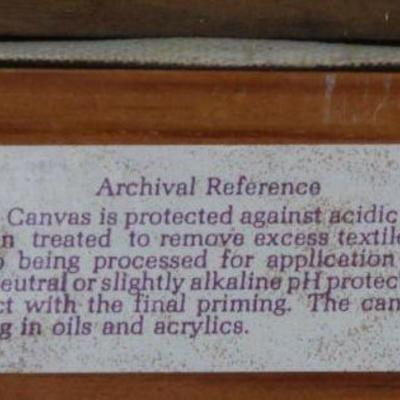 Archival Reference
Canvas is protected against acidic
n treated to remove excess textile
being processed for application
eutral or slightly alkaline pH protec
ct with the final priming. The can
g in oils and acrylics.